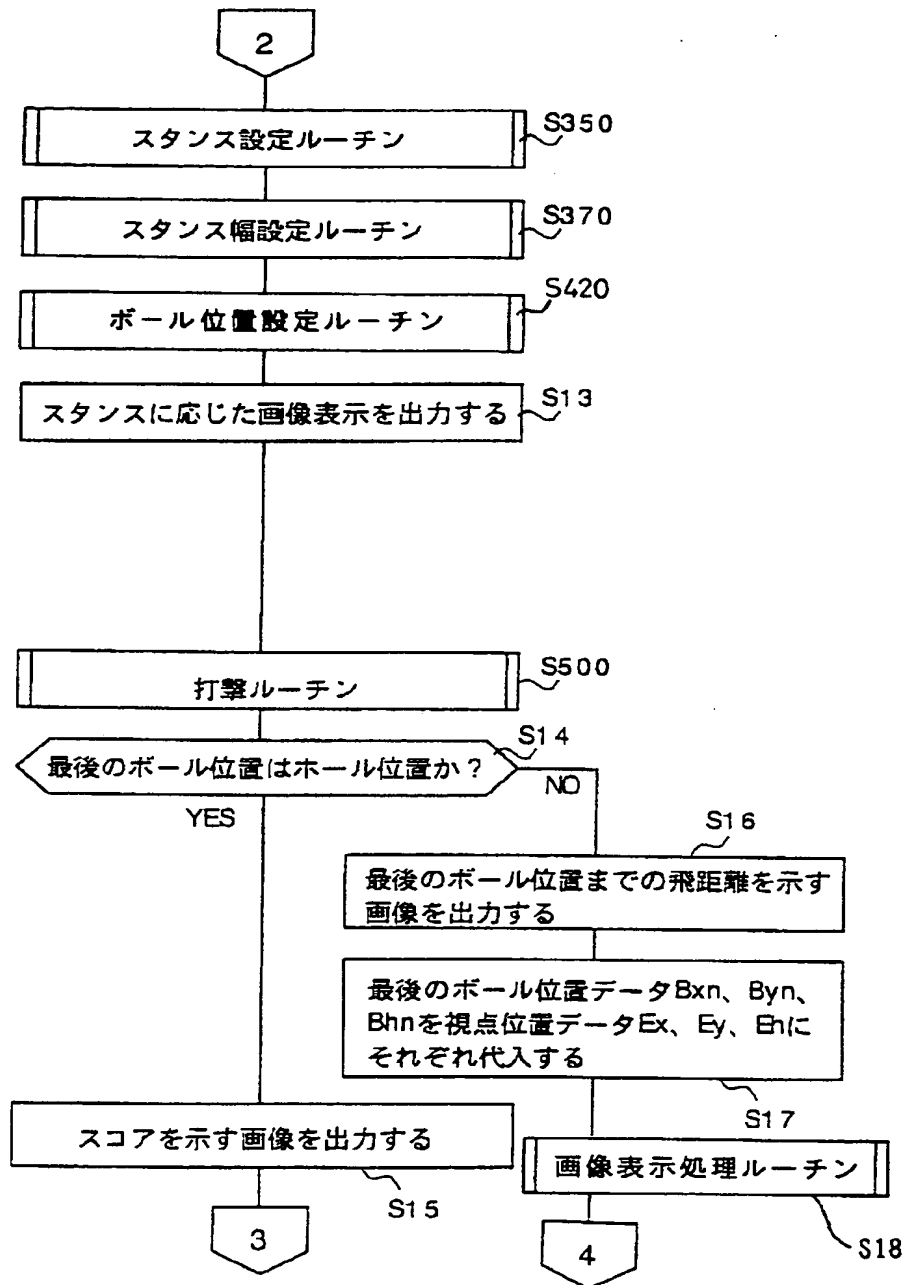 2
スタンス設定ルーチン
S350
スタンス幅設定ルーチン
S370
ボール位置設定ルーチン
S420
スタンスに応じた画像表示を出力する
S13
打撃ルーチン
S500
最後のボール位置はホール位置か?
S14
YES
NO
S16
最後のボール位置までの飛距離を示す
画像を出力する
最後のボール位置データBxn、Byn、
Bhnを視点位置データEx、Ey、Ehに
それぞれ代入する
S17
スコアを示す画像を出力する
S15
画像表示処理ルーチン
S18
3
4